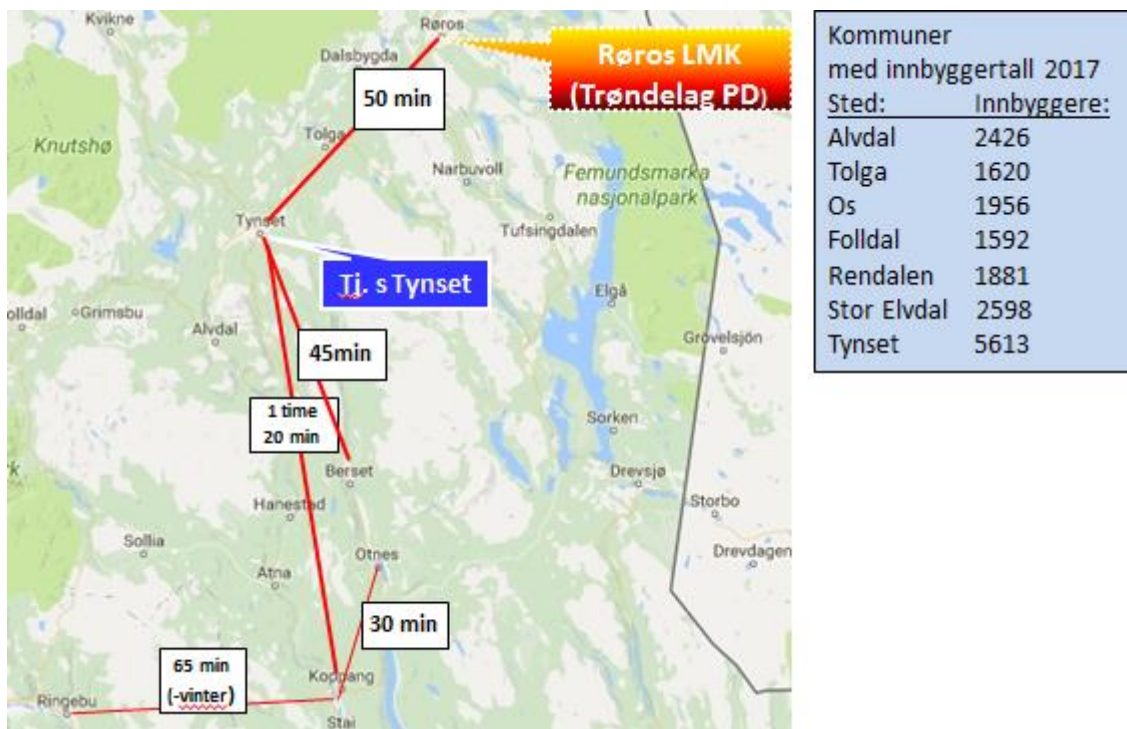 Kvikne
Røros
Dalsbygda
Røros LMK
(Trøndelag PD)
50 min
Tolga
Knutshø
Narbuvoll
Femundsmarka
nasjonalpark
Tynset
Tufsingdalen
Tj. s Tynset
Elgå
olldal
Grimsbu
Alvdal
Grövelsjön
45min
1 time
20 min
Sorken
Berset
Drevsjø
Hanestad
Storbo
Sollia
Otnes
Drevdagen
Atna
30 min
65 min
(-vinter)
Koppang
Ringebu
Stai
Kommuner
med innbyggertall 2017
Sted: Innbyggere:
Alvdal 2426
Tolga 1620
Os 1956
Folldal 1592
Rendalen 1881
Stor Elvdal 2598
Tynset 5613